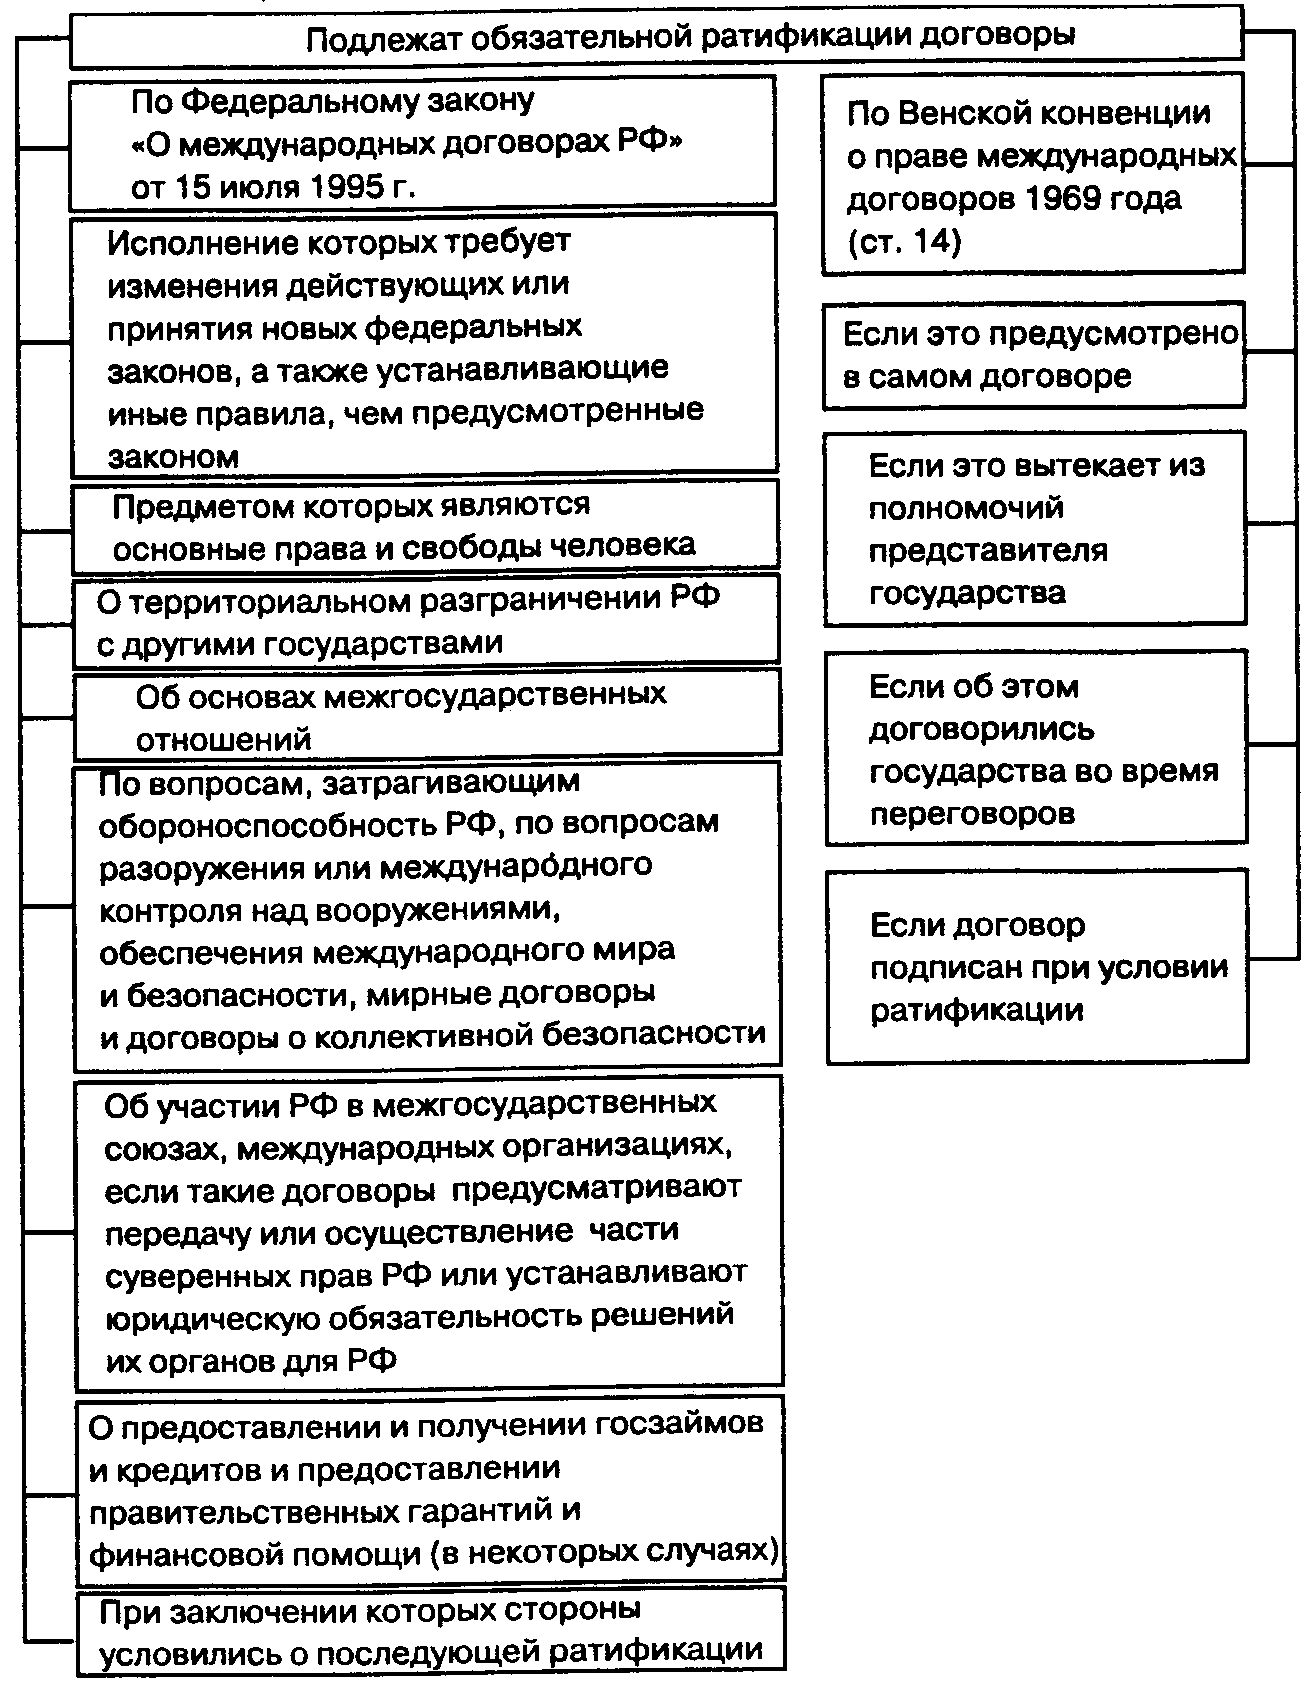 Подлежат обязательной ратификации договоры
По Федеральному закону
«О международных договорах РФ»
от 15 июля 1995 г.
Исполнение которых требует
изменения действующих или
принятия новых федеральных
законов, а также устанавливающие
иные правила, чем предусмотренные
законом
Предметом которых являются
основные права и свободы человека
О территориальном разграничении РФ
с другими государствами
Об основах межгосударственных
отношений
По вопросам, затрагивающим
обороноспособность РФ, по вопросам
разоружения или международного
контроля над вооружениями,
обеспечения международного мира
и безопасности, мирные договоры
и договоры о коллективной безопасности
Об участии РФ в межгосударственных
союзах, международных организациях,
если такие договоры предусматривают
передачу или осуществление части
суверенных прав РФ или устанавливают
юридическую обязательность решений
их органов для РФ
О предоставлении и получении госзаймов
и кредитов и предоставлении
правительственных гарантий и
финансовой помощи (в некоторых случаях)
При заключении которых стороны
условились о последующей ратификации
По Венской конвенции
о праве международных
договоров 1969 года
(ст. 14)
Если это предусмотрено
в самом договоре
Если это вытекает из
полномочий
представителя
государства
Если об этом
договорились
государства во время
переговоров
Если договор
подписан при условии
ратификации